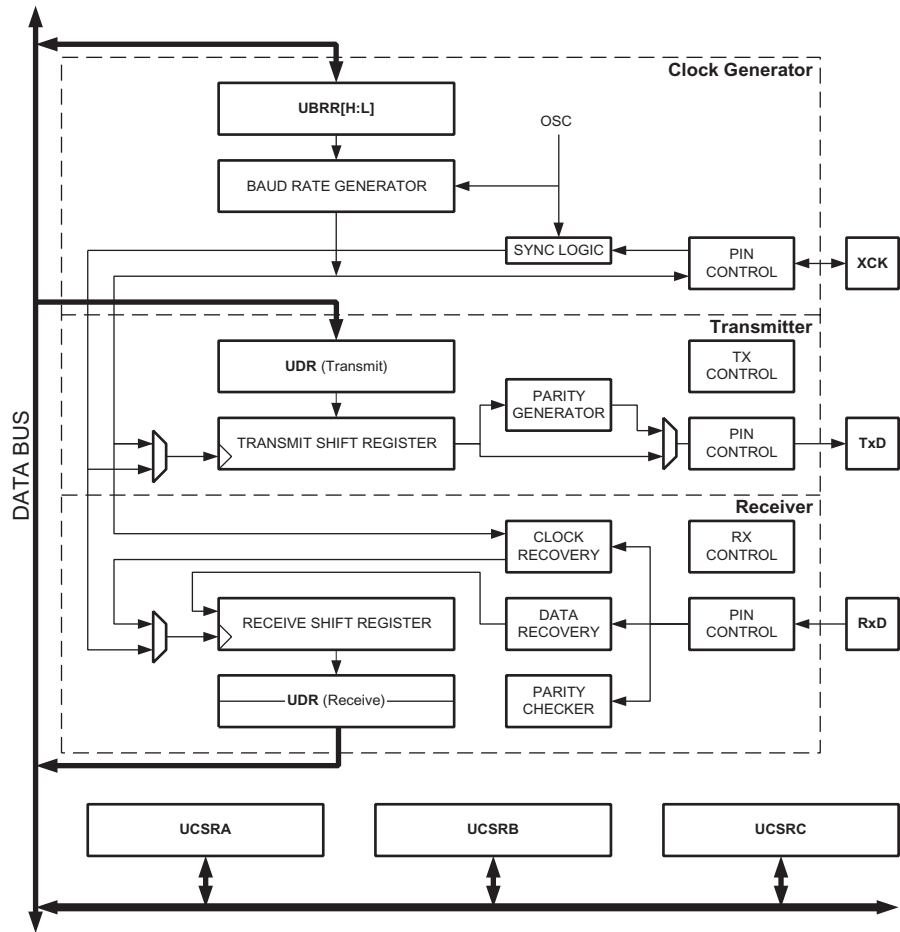 Clock Generator
UBRR[H:L]
OSC
BAUD RATE GENERATOR
SYNC LOGIC
PIN
CONTROL
XCK
Transmitter
UDR (Transmit)
TX
CONTROL
PARITY
GENERATOR
TRANSMIT SHIFT REGISTER
PIN
CONTROL
TxD
DATA BUS
Receiver
CLOCK
RECOVERY
RX
CONTROL
RECEIVE SHIFT REGISTER
DATA
RECOVERY
PIN
CONTROL
RxD
UDR (Receive)
PARITY
CHECKER
UCSRA
UCSRB
UCSRC